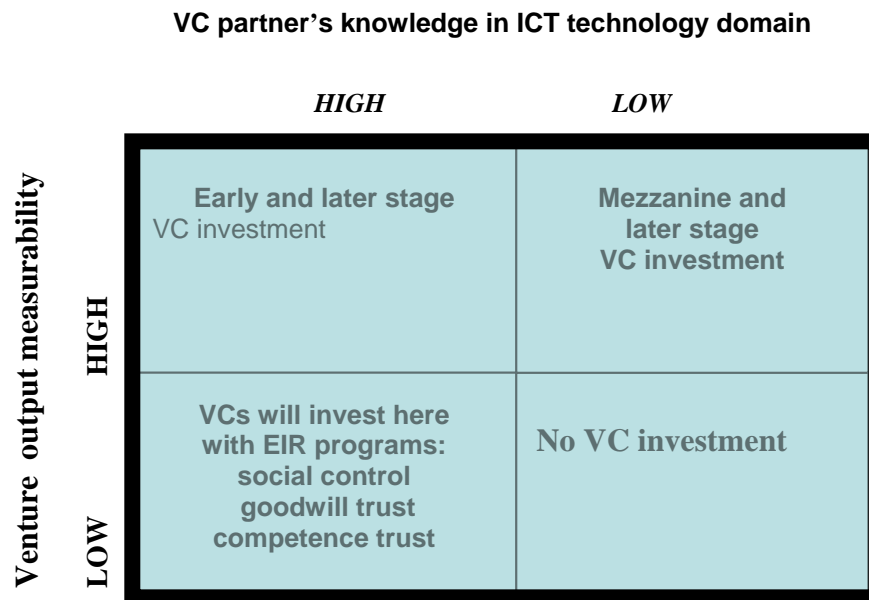 VC partner’s knowledge in ICT technology domain
HIGH LOW
Venture output measurability
HIGH
Early and later stage
VC investment
Mezzanine and
later stage
VC investment
LOW
VCs will invest here
with EIR programs:
social control
goodwill trust
competence trust
No VC investment